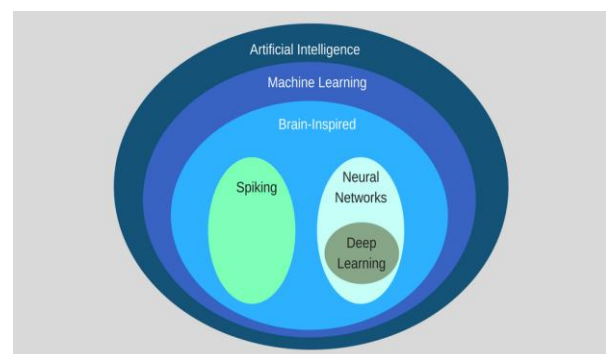 Artificial Intelligence
Machine Learning
Brain-Inspired
Spiking
Neural
Networks
Deep
Learning